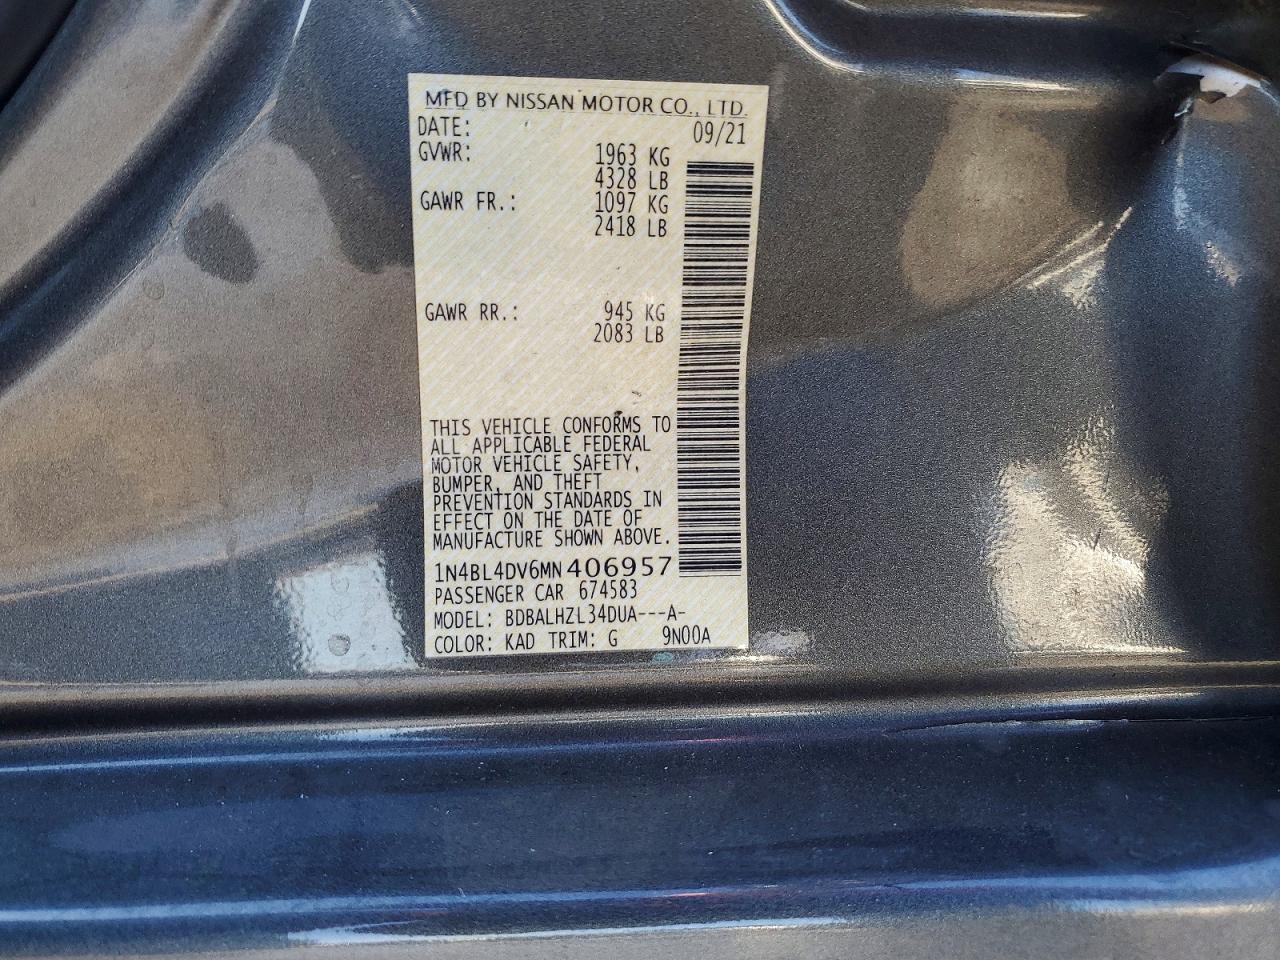 MFD BY NISSAN MOTOR CO., LTD.
DATE: 09/21
GVWR: 1963 KG
4328 LB
GAWR FR.: 1097 KG
2418 LB
GAWR RR.: 945 KG
2083 LB
THIS VEHICLE CONFORMS TO
ALL APPLICABLE FEDERAL
MOTOR VEHICLE SAFETY,
BUMPER, AND THEFT
PREVENTION STANDARDS IN
EFFECT ON THE DATE OF
MANUFACTURE SHOWN ABOVE.
1N4BL4DV6MN406957
PASSENGER CAR 674583
MODEL: BDBALHZL34DUA---A-
COLOR: KAD TRIM: G 9N00A